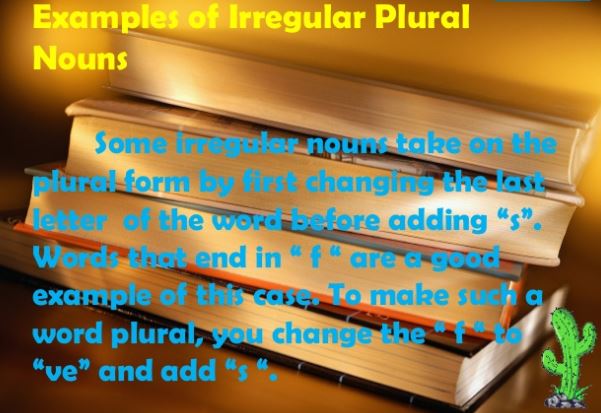 Examples of Irregular Plural
Nouns
Some irregular nouns take on the
plural form by first changing the last
letter of the word before adding “s”.
Words that end in “ f “ are a good
example of this case. To make such a
word plural, you change the “ f “ to
“ve” and add “s “.